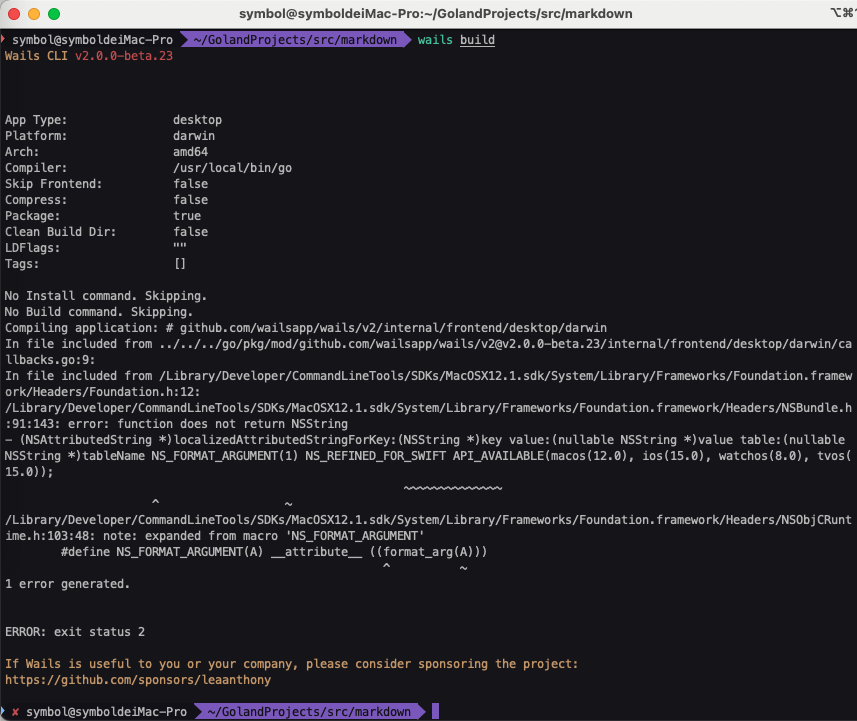 symbol@symboldeiMac-Pro:~/GolandProjects/src/markdown
⌥⌘
symbol@symboldeiMac-Pro ~/GolandProjects/src/markdown wails build
Wails CLI v2.0.0-beta.23
App Type: desktop
Platform: darwin
Arch: amd64
Compiler: /usr/local/bin/go
Skip Frontend: false
Compress: false
Package: true
Clean Build Dir: false
LDFlags: ""
Tags: []
No Install command. Skipping.
No Build command. Skipping.
Compiling application: # github.com/wailsapp/wails/v2/internal/frontend/desktop/darwin
In file included from ../../../go/pkg/mod/github.com/wailsapp/wails/v2@v2.0.0-beta.23/internal/frontend/desktop/darwin/ca
llbacks.go:9:
In file included from /Library/Developer/CommandLineTools/SDKs/MacOSX12.1.sdk/System/Library/Frameworks/Foundation.framew
ork/Headers/Foundation.h:12:
/Library/Developer/CommandLineTools/SDKs/MacOSX12.1.sdk/System/Library/Frameworks/Foundation.framework/Headers/NSBundle.h
:91:143: error: function does not return NSString
- (NSAttributedString *)localizedAttributedStringForKey:(NSString *)key value:(nullable NSString *)value table:(nullable
NSString *)tableName NS_FORMAT_ARGUMENT(1) NS_REFINED_FOR_SWIFT API_AVAILABLE(macos(12.0), ios(15.0), watchos(8.0), tvos(
15.0));
~~~~~~~~~~~~~~
^ ~
/Library/Developer/CommandLineTools/SDKs/MacOSX12.1.sdk/System/Library/Frameworks/Foundation.framework/Headers/NSObjCRunt
ime.h:103:48: note: expanded from macro 'NS_FORMAT_ARGUMENT'
#define NS_FORMAT_ARGUMENT(A) __attribute__ ((format_arg(A)))
^ ~
1 error generated.
ERROR: exit status 2
If Wails is useful to you or your company, please consider sponsoring the project:
https://github.com/sponsors/leaanthony
✘ symbol@symboldeiMac-Pro ~/GolandProjects/src/markdown